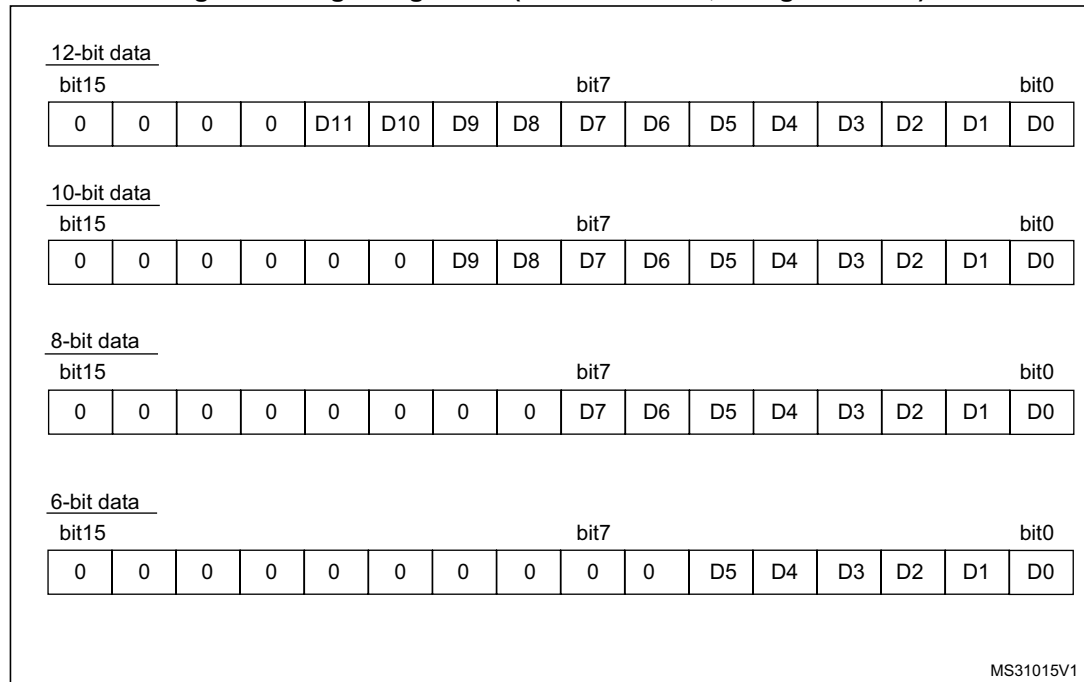 12-bit data
bit15 bit7 bit0
0 0 0 0 D11 D10 D9 D8 D7 D6 D5 D4 D3 D2 D1 D0
10-bit data
bit15 bit7 bit0
0 0 0 0 0 0 D9 D8 D7 D6 D5 D4 D3 D2 D1 D0
8-bit data
bit15 bit7 bit0
0 0 0 0 0 0 0 0 D7 D6 D5 D4 D3 D2 D1 D0
6-bit data
bit15 bit7 bit0
0 0 0 0 0 0 0 0 0 0 D5 D4 D3 D2 D1 D0
MS31015V1